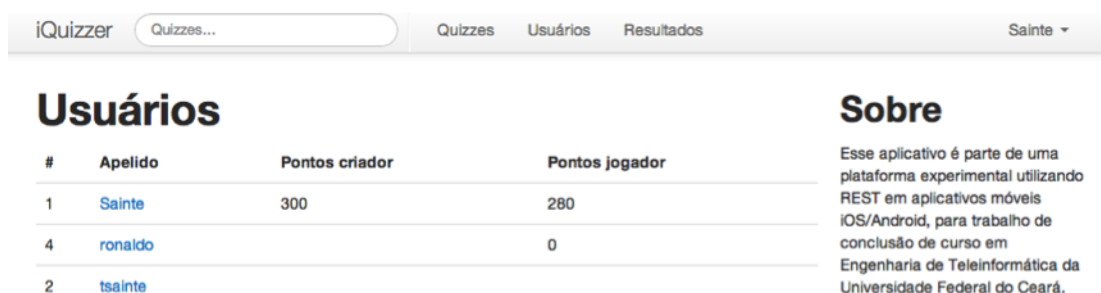 iQuizzer Quizzes... Quizzes Usuários Resultados Sainte
Usuários
# Apelido Pontos criador Pontos jogador
1 Sainte 300 280
4 ronaldo 0
2 tsainte
Sobre
Esse aplicativo é parte de uma
plataforma experimental utilizando
REST em aplicativos móveis
iOS/Android, para trabalho de
conclusão de curso em
Engenharia de Teleinformática da
Universidade Federal do Ceará.